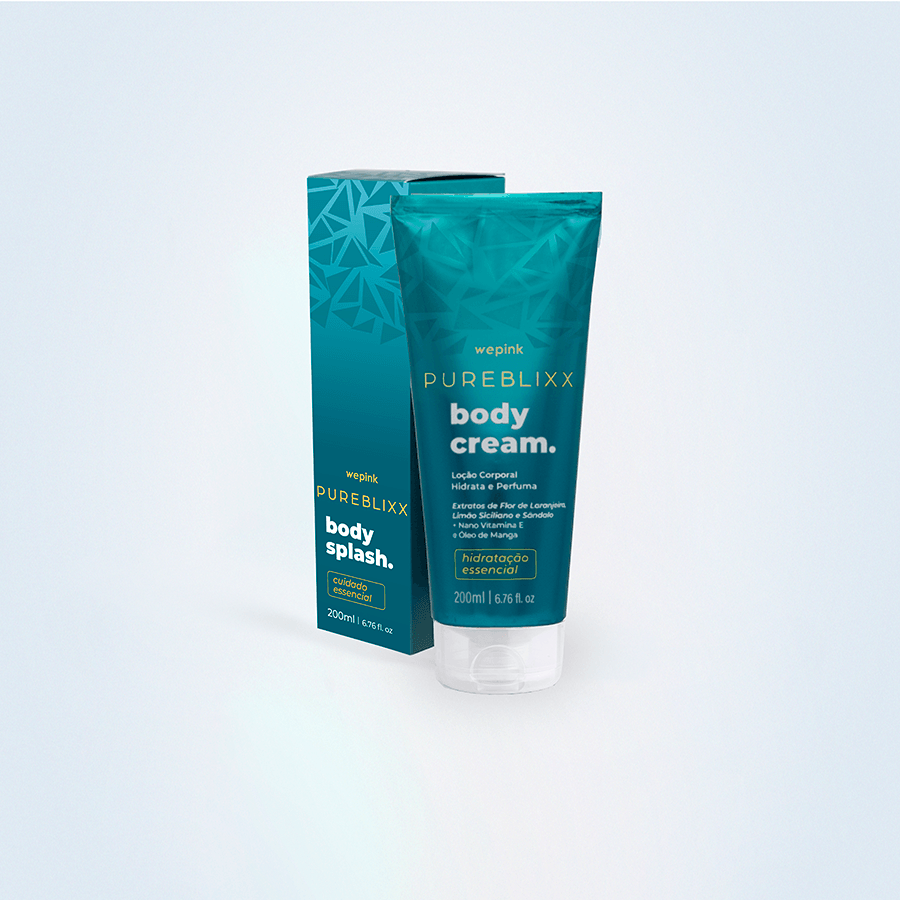 wepink
PUREBLIXX
body
splash.
cuidado
essencial
200ml | 6.76 fl. oz
wepink
PUREBLIXX
body
cream.
Loção Corporal
Hidrata e Perfuma
Extratos de Flor de Laranjeira,
Limão Siciliano e Sândalo
+ Nano Vitamina E
e Óleo de Manga
hidratação
essencial
200ml | 6.76 fl. oz